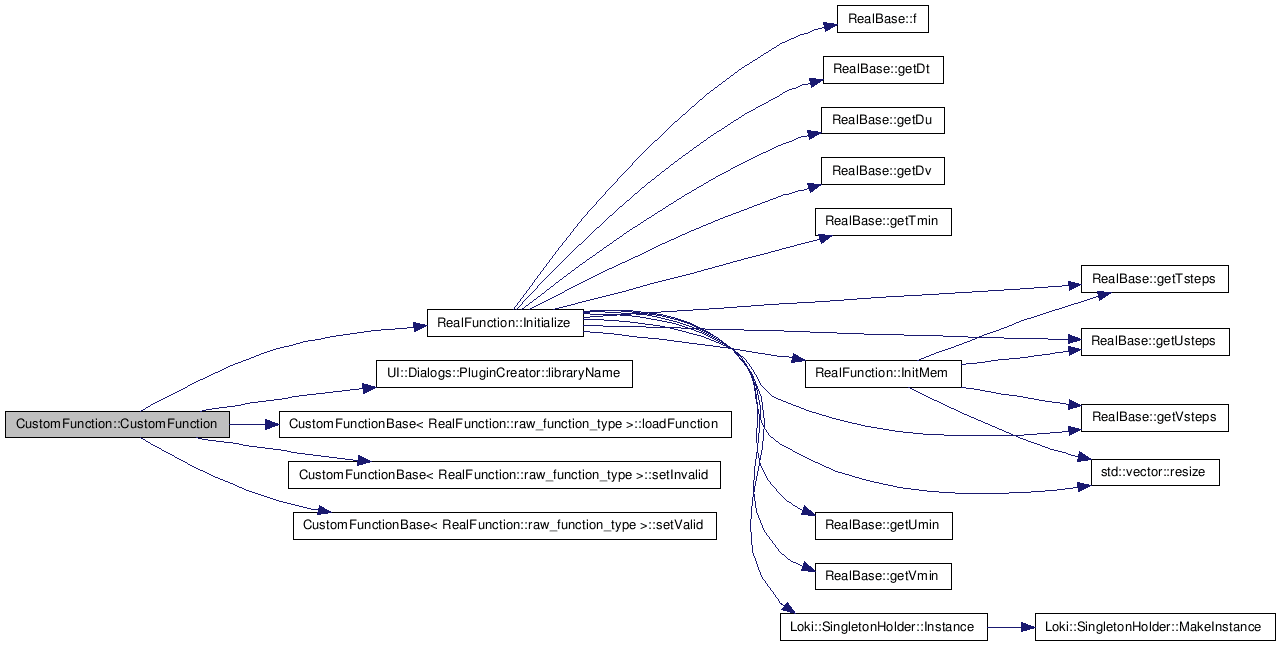 RealBase::f
RealBase::getDt
RealBase::getDu
RealBase::getDv
RealBase::getTmin
RealBase::getTsteps
RealFunction::Initialize
RealBase::getUsteps
UI::Dialogs::PluginCreator::libraryName
RealFunction::InitMem
CustomFunction::CustomFunction
CustomFunctionBase< RealFunction::raw_function_type >::loadFunction
RealBase::getVsteps
CustomFunctionBase< RealFunction::raw_function_type >::setInvalid
std::vector::resize
CustomFunctionBase< RealFunction::raw_function_type >::setValid
RealBase::getUmin
RealBase::getVmin
Loki::SingletonHolder::Instance
Loki::SingletonHolder::MakeInstance